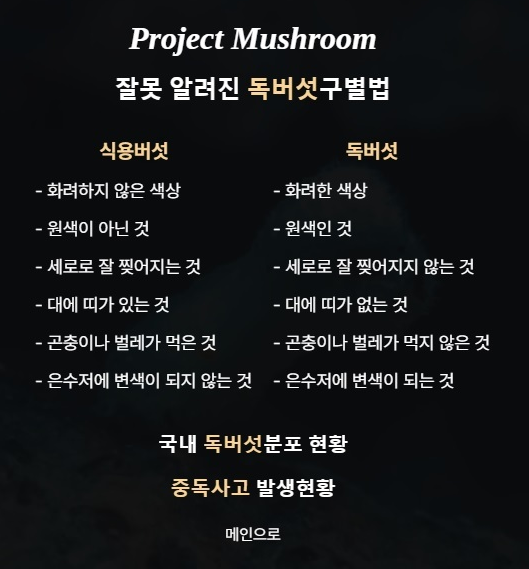 Project Mushroom
잘못 알려진 독버섯구별법
식용버섯 독버섯
- 화려하지 않은 색상 - 화려한 색상
- 원색이 아닌 것 - 원색인 것
- 세로로 잘 찢어지는 것 - 세로로 잘 찢어지지 않는 것
- 대에 띠가 있는 것 - 대에 띠가 없는 것
- 곤충이나 벌레가 먹은 것 - 곤충이나 벌레가 먹지 않은 것
- 은수저에 변색이 되지 않는 것 - 은수저에 변색이 되는 것
국내 독버섯분포 현황
중독사고 발생현황
메인으로